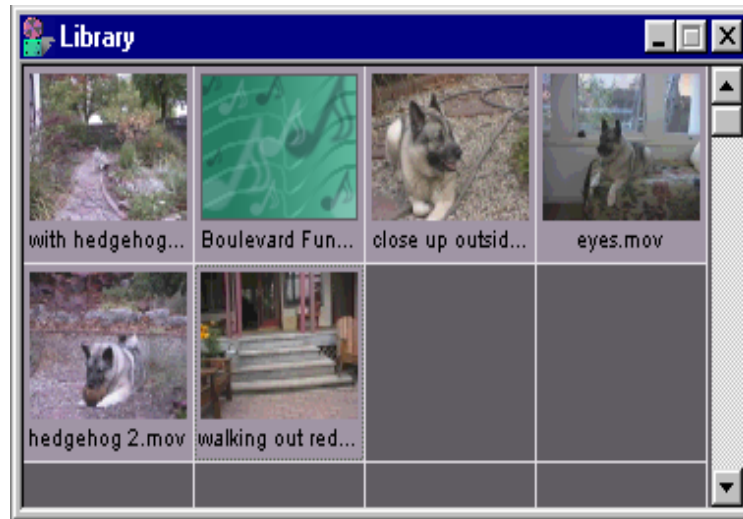 Library
with hedgehog...
Boulevard Fun...
close up outsid...
eyes.mov
hedgehog 2.mov
walking out red...